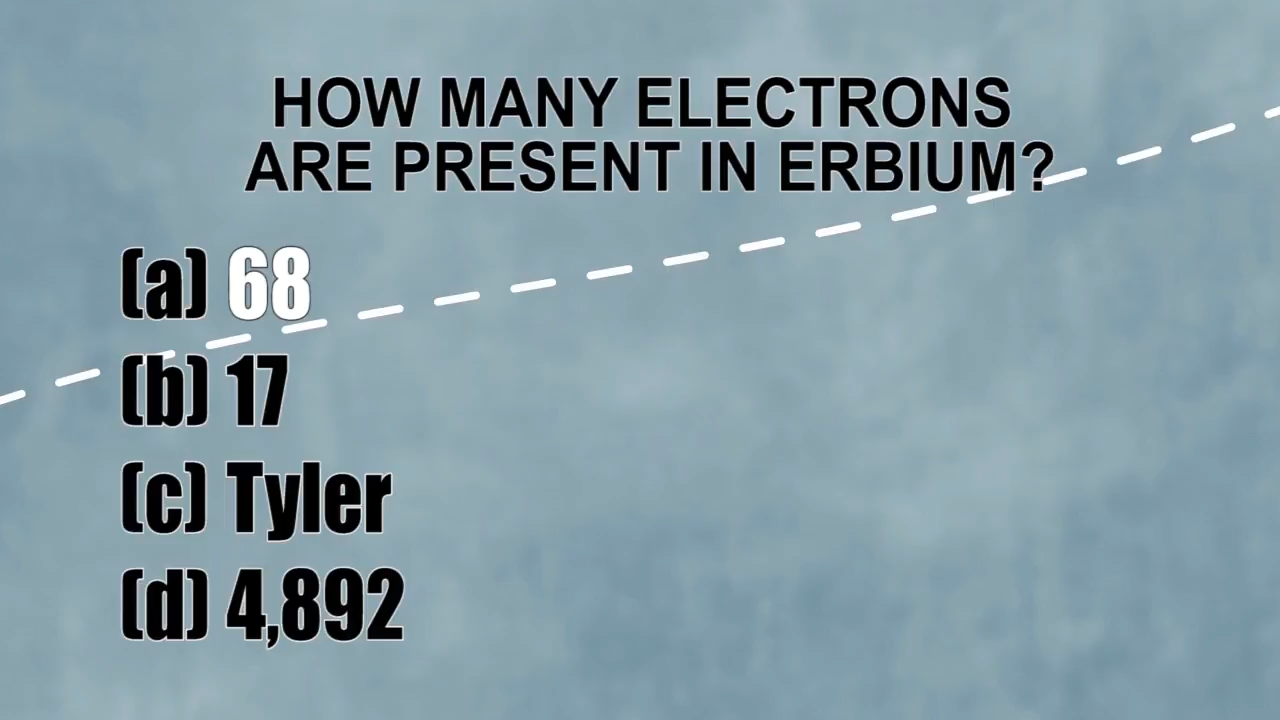 HOW MANY ELECTRONS
ARE PRESENT IN ERBIUM?
(a) 68
(b) 17
(c) Tyler
(d) 4,892